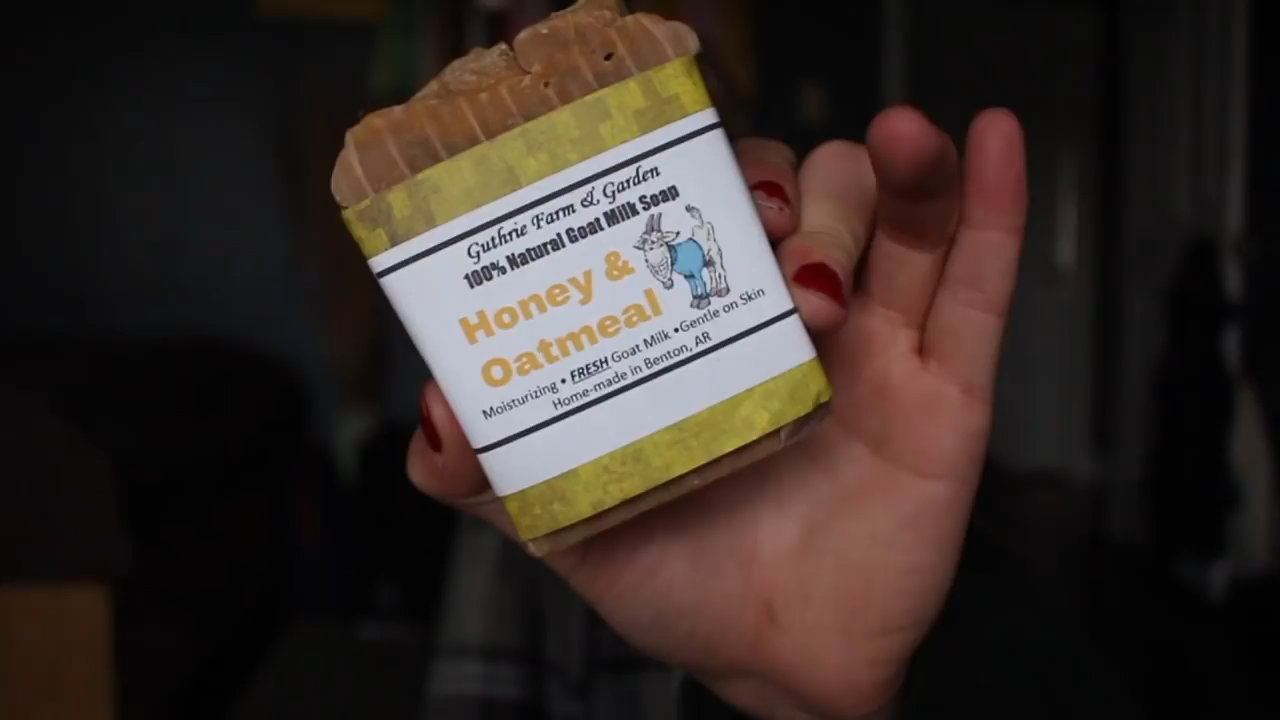 Guthrie Farm & Garden
100% Natural Goat Milk Soap
Honey &
Oatmeal
Moisturizing • FRESH Goat Milk •Gentle on Skin
Home-made in Benton, AR